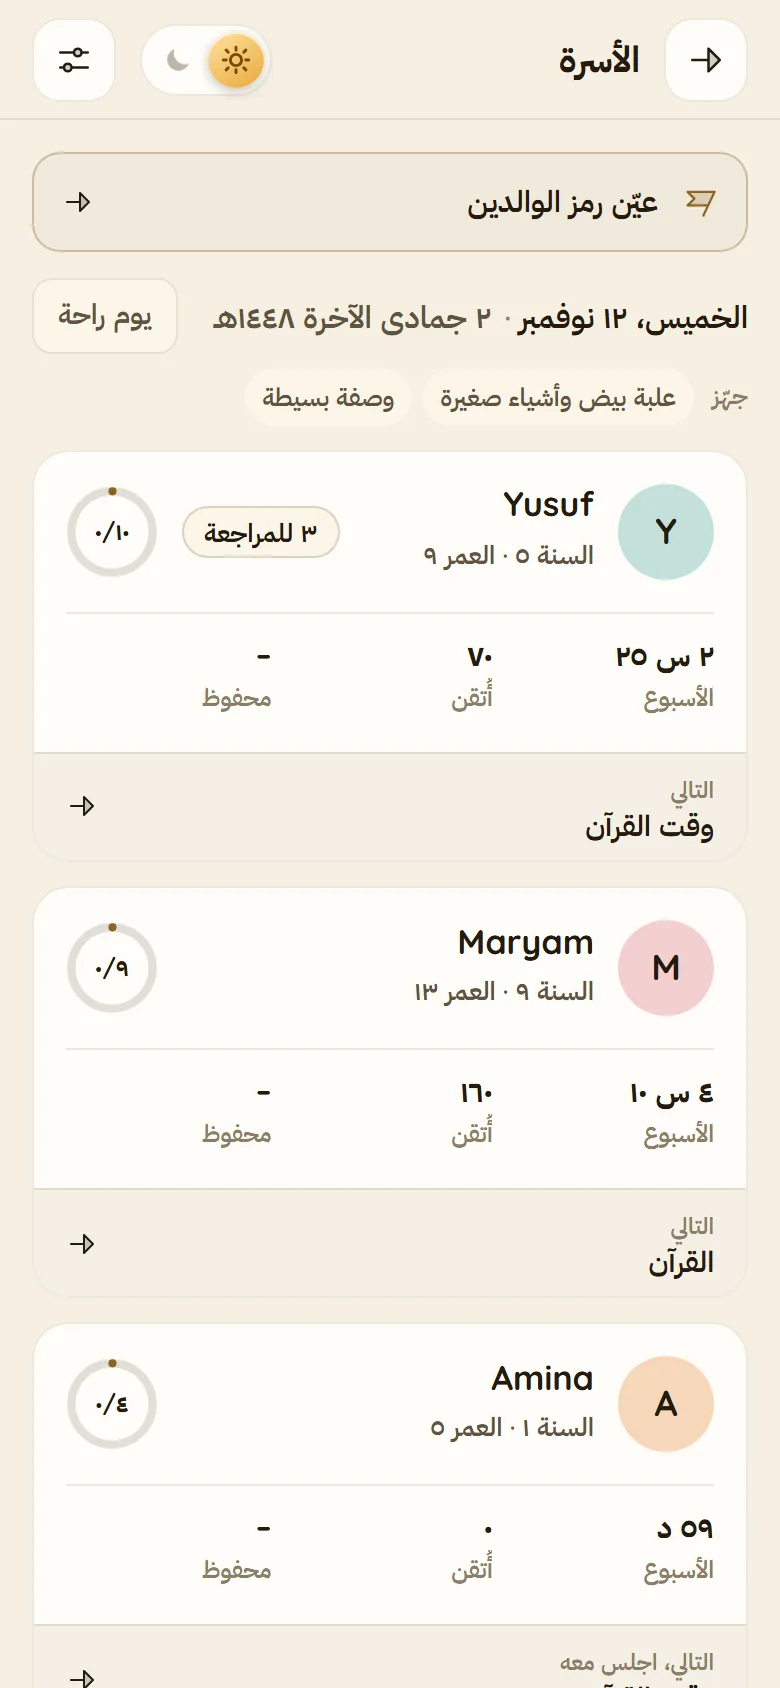 الأسرة
عيّن رمز الوالدين
الخميس، ١٢ نوفمبر · ٢ جمادى الآخرة ١٤٤٨هـ
يوم راحة
جهّز
علبة بيض وأشياء صغيرة
وصفة بسيطة
Y
Yusuf
السنة ٥ · العمر ٩
٣ للمراجعة
٠/١٠
٢ س ٢٥
الأسبوع
٧٠
أُتقن
–
محفوظ
التالي
وقت القرآن
M
Maryam
السنة ٩ · العمر ١٣
٠/٩
٤ س ١٠
الأسبوع
١٦٠
أُتقن
–
محفوظ
التالي
القرآن
A
Amina
السنة ١ · العمر ٥
٠/٤
٥٩ د
الأسبوع
٠
أُتقن
–
محفوظ
التالي، اجلس معه